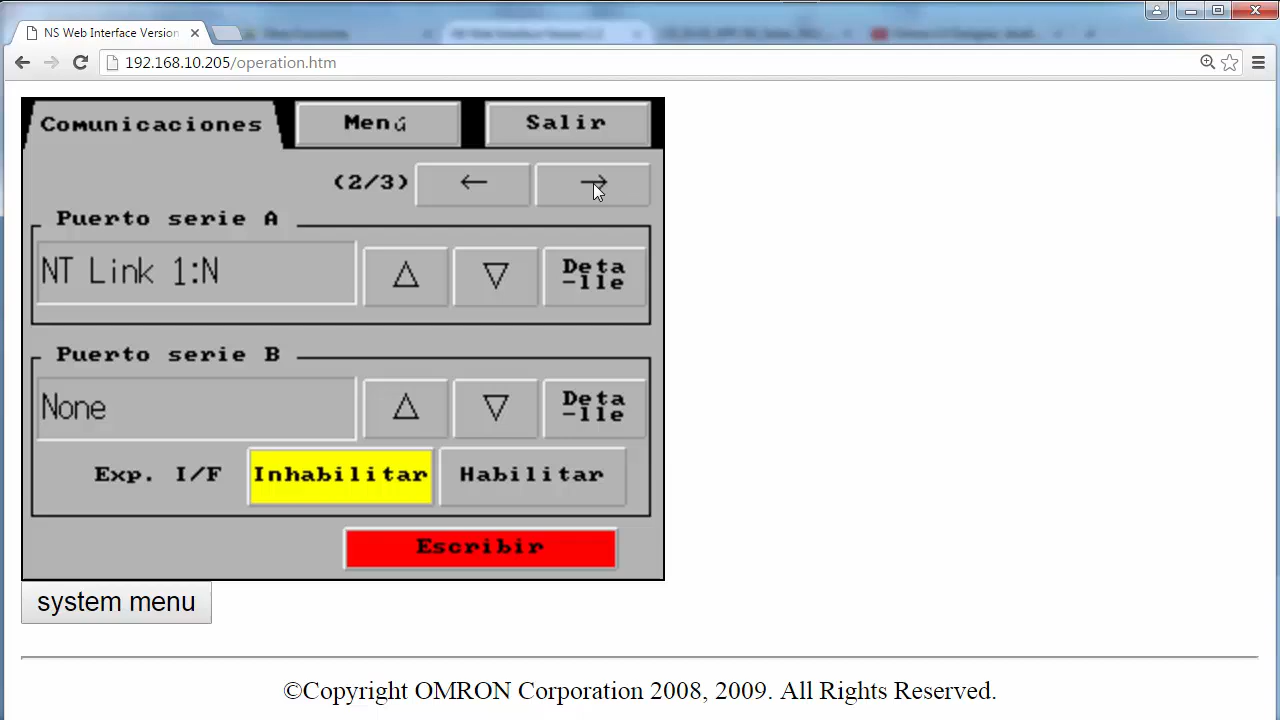 NS Web Interface Version
192.168.10.205/operation.htm
Comunicaciones
Menú
Salir
(2/3) ← →
Puerto serie A
NT Link 1:N
△ ▽
Deta
-lle
Puerto serie B
None
△ ▽
Deta
-lle
Exp. I/F Inhabilitar Habilitar
Escribir
system menu
©Copyright OMRON Corporation 2008, 2009. All Rights Reserved.